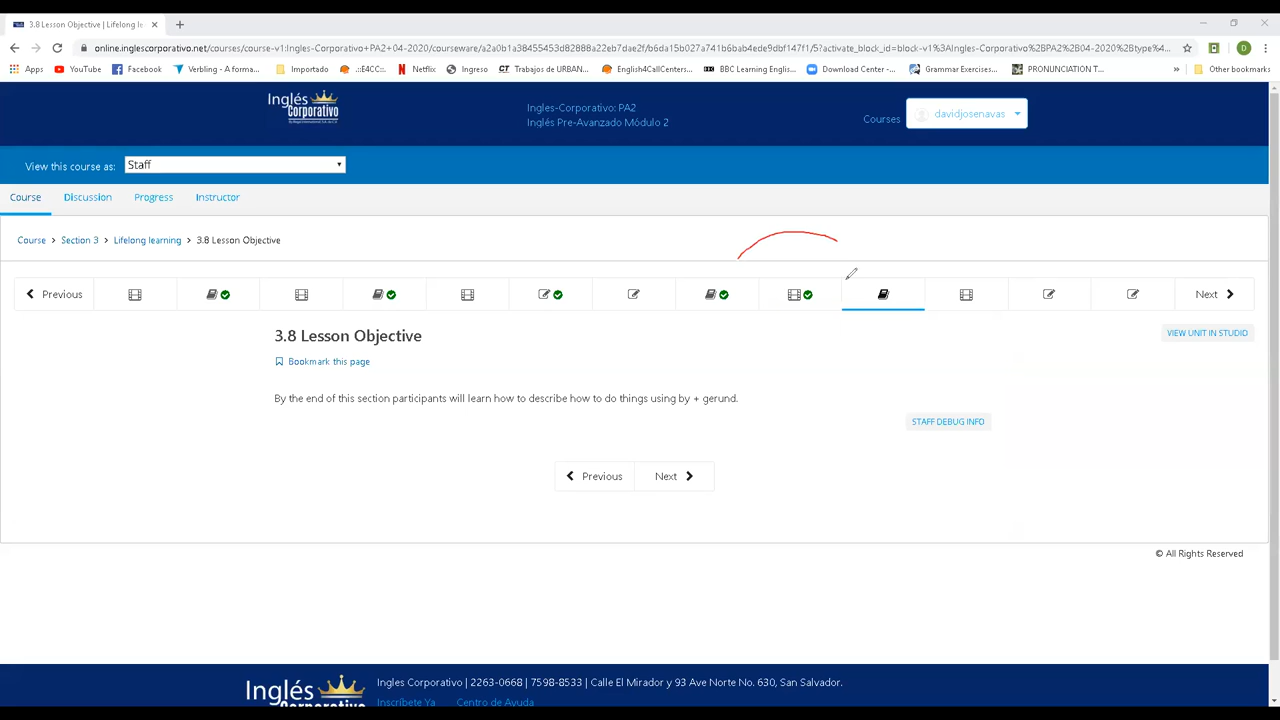 3.8 Lesson Objective | Lifelong le
online.inglescorporativo.net/courses/course-v1:Ingles-Corporativo+PA2+04-2020/courseware/a2a0b1a38455453d82888a22eb7dae2f/b6da15b027a741b6bab4ede9dbf147f1/5?activate_block_id=block-v1%3AIngles-Corporativo%2BPA2%2B04-2020%2Btype%4...
D
Apps YouTube Facebook Verbling - A forma... Importado .::E4CC::. Netflix Ingreso Trabajos de URBAN... English4CallCenters... BBC Learning Englis... Download Center -... Grammar Exercises... PRONUNCIATION T... » Other bookmarks
Inglés Corporativo
Ingles-Corporativo: PA2
Inglés Pre-Avanzado Módulo 2
Courses davidjosenavas
View this course as: Staff
Course Discussion Progress Instructor
Course > Section 3 > Lifelong learning > 3.8 Lesson Objective
Previous Next
3.8 Lesson Objective
VIEW UNIT IN STUDIO
Bookmark this page
By the end of this section participants will learn how to describe how to do things using by + gerund.
STAFF DEBUG INFO
Previous Next
© All Rights Reserved
Inglés Corporativo
Ingles Corporativo | 2263-0668 | 7598-8533 | Calle El Mirador y 93 Ave Norte No. 630, San Salvador.
Inscríbete Ya Centro de Ayuda